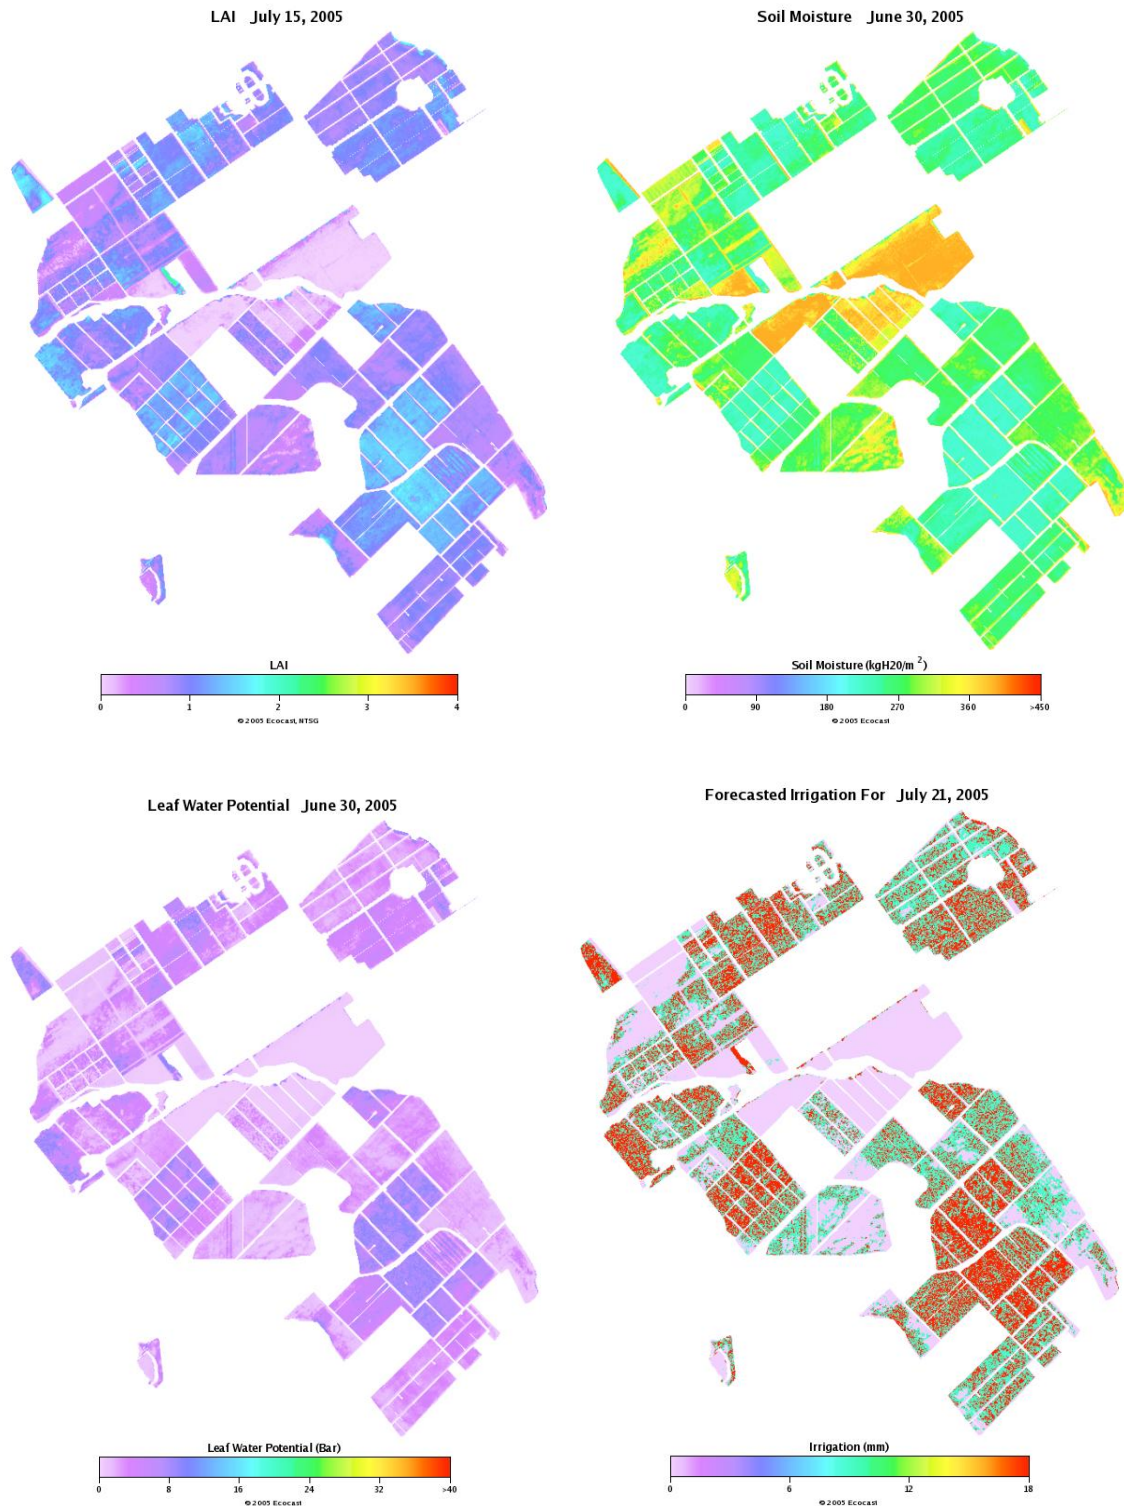 LAI July 15, 2005
Soil Moisture June 30, 2005
LAI
0 1 2 3 4
© 2005 Ecocast, NTSG
Soil Moisture (kgH20/m²)
0 90 180 270 360 >450
© 2005 Ecocast
Leaf Water Potential June 30, 2005
Forecasted Irrigation For July 21, 2005
Leaf Water Potential (Bar)
0 8 16 24 32 >40
© 2005 Ecocast
Irrigation (mm)
0 6 12 18
© 2005 Ecocast